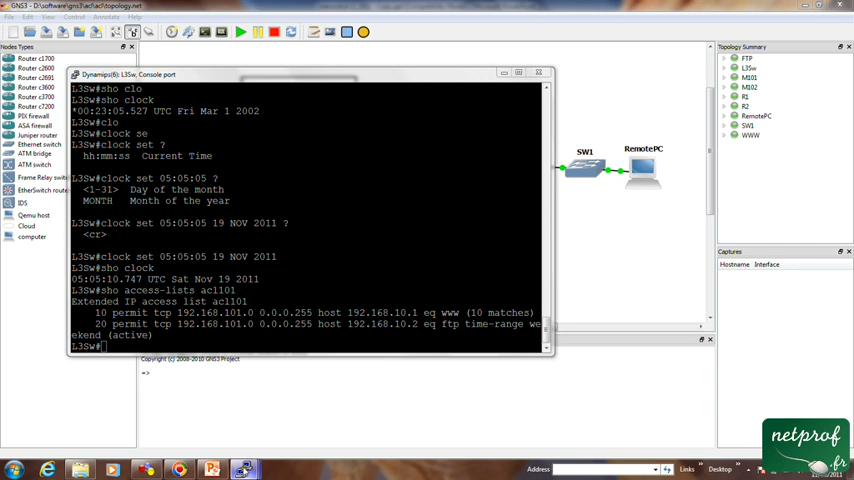 GNS3 - D:\software\gns3\acl\acl\topology.net
File Edit View Control Annotate Help
Nodes Types
Router c1700
Router c2600
Router c2691
Router c3600
Router c3700
Router c7200
PIX firewall
ASA firewall
Juniper router
Ethernet switch
ATM bridge
ATM switch
Frame Relay switch
EtherSwitch route
IDS
Qemu host
Cloud
computer
Dynamips(6): L3Sw, Console port
L3Sw#sho clo
L3Sw#sho clock
*00:23:05.527 UTC Fri Mar 1 2002
L3Sw#clo
L3Sw#clock se
L3Sw#clock set ?
hh:mm:ss Current Time
L3Sw#clock set 05:05:05 ?
<1-31> Day of the month
MONTH Month of the year
L3Sw#clock set 05:05:05 19 NOV 2011 ?
<cr>
L3Sw#clock set 05:05:05 19 NOV 2011
L3Sw#sho clock
05:05:10.747 UTC Sat Nov 19 2011
L3Sw#sho access-lists acl101
Extended IP access list acl101
10 permit tcp 192.168.101.0 0.0.0.255 host 192.168.10.1 eq www (10 matches)
20 permit tcp 192.168.101.0 0.0.0.255 host 192.168.10.2 eq ftp time-range we
ekend (active)
L3Sw#
SW1
RemotePC
Copyright (c) 2008-2010 GNS3 Project
=>
Topology Summary
FTP
L3Sw
M101
M102
R1
R2
RemotePC
SW1
WWW
Captures
Hostname Interface
netprof
.fr
Address
Links
Desktop